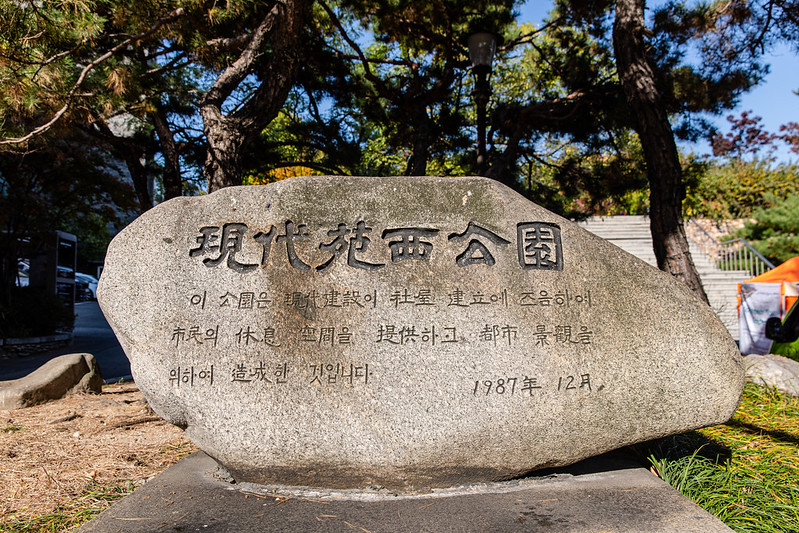 現代苑西公園
이 公園은 現代建設이 社屋 建立에 즈음하여
市民의 休息 空間을 提供하고 都市 景觀을
위하여 造成한 것입니다
1987年 12月